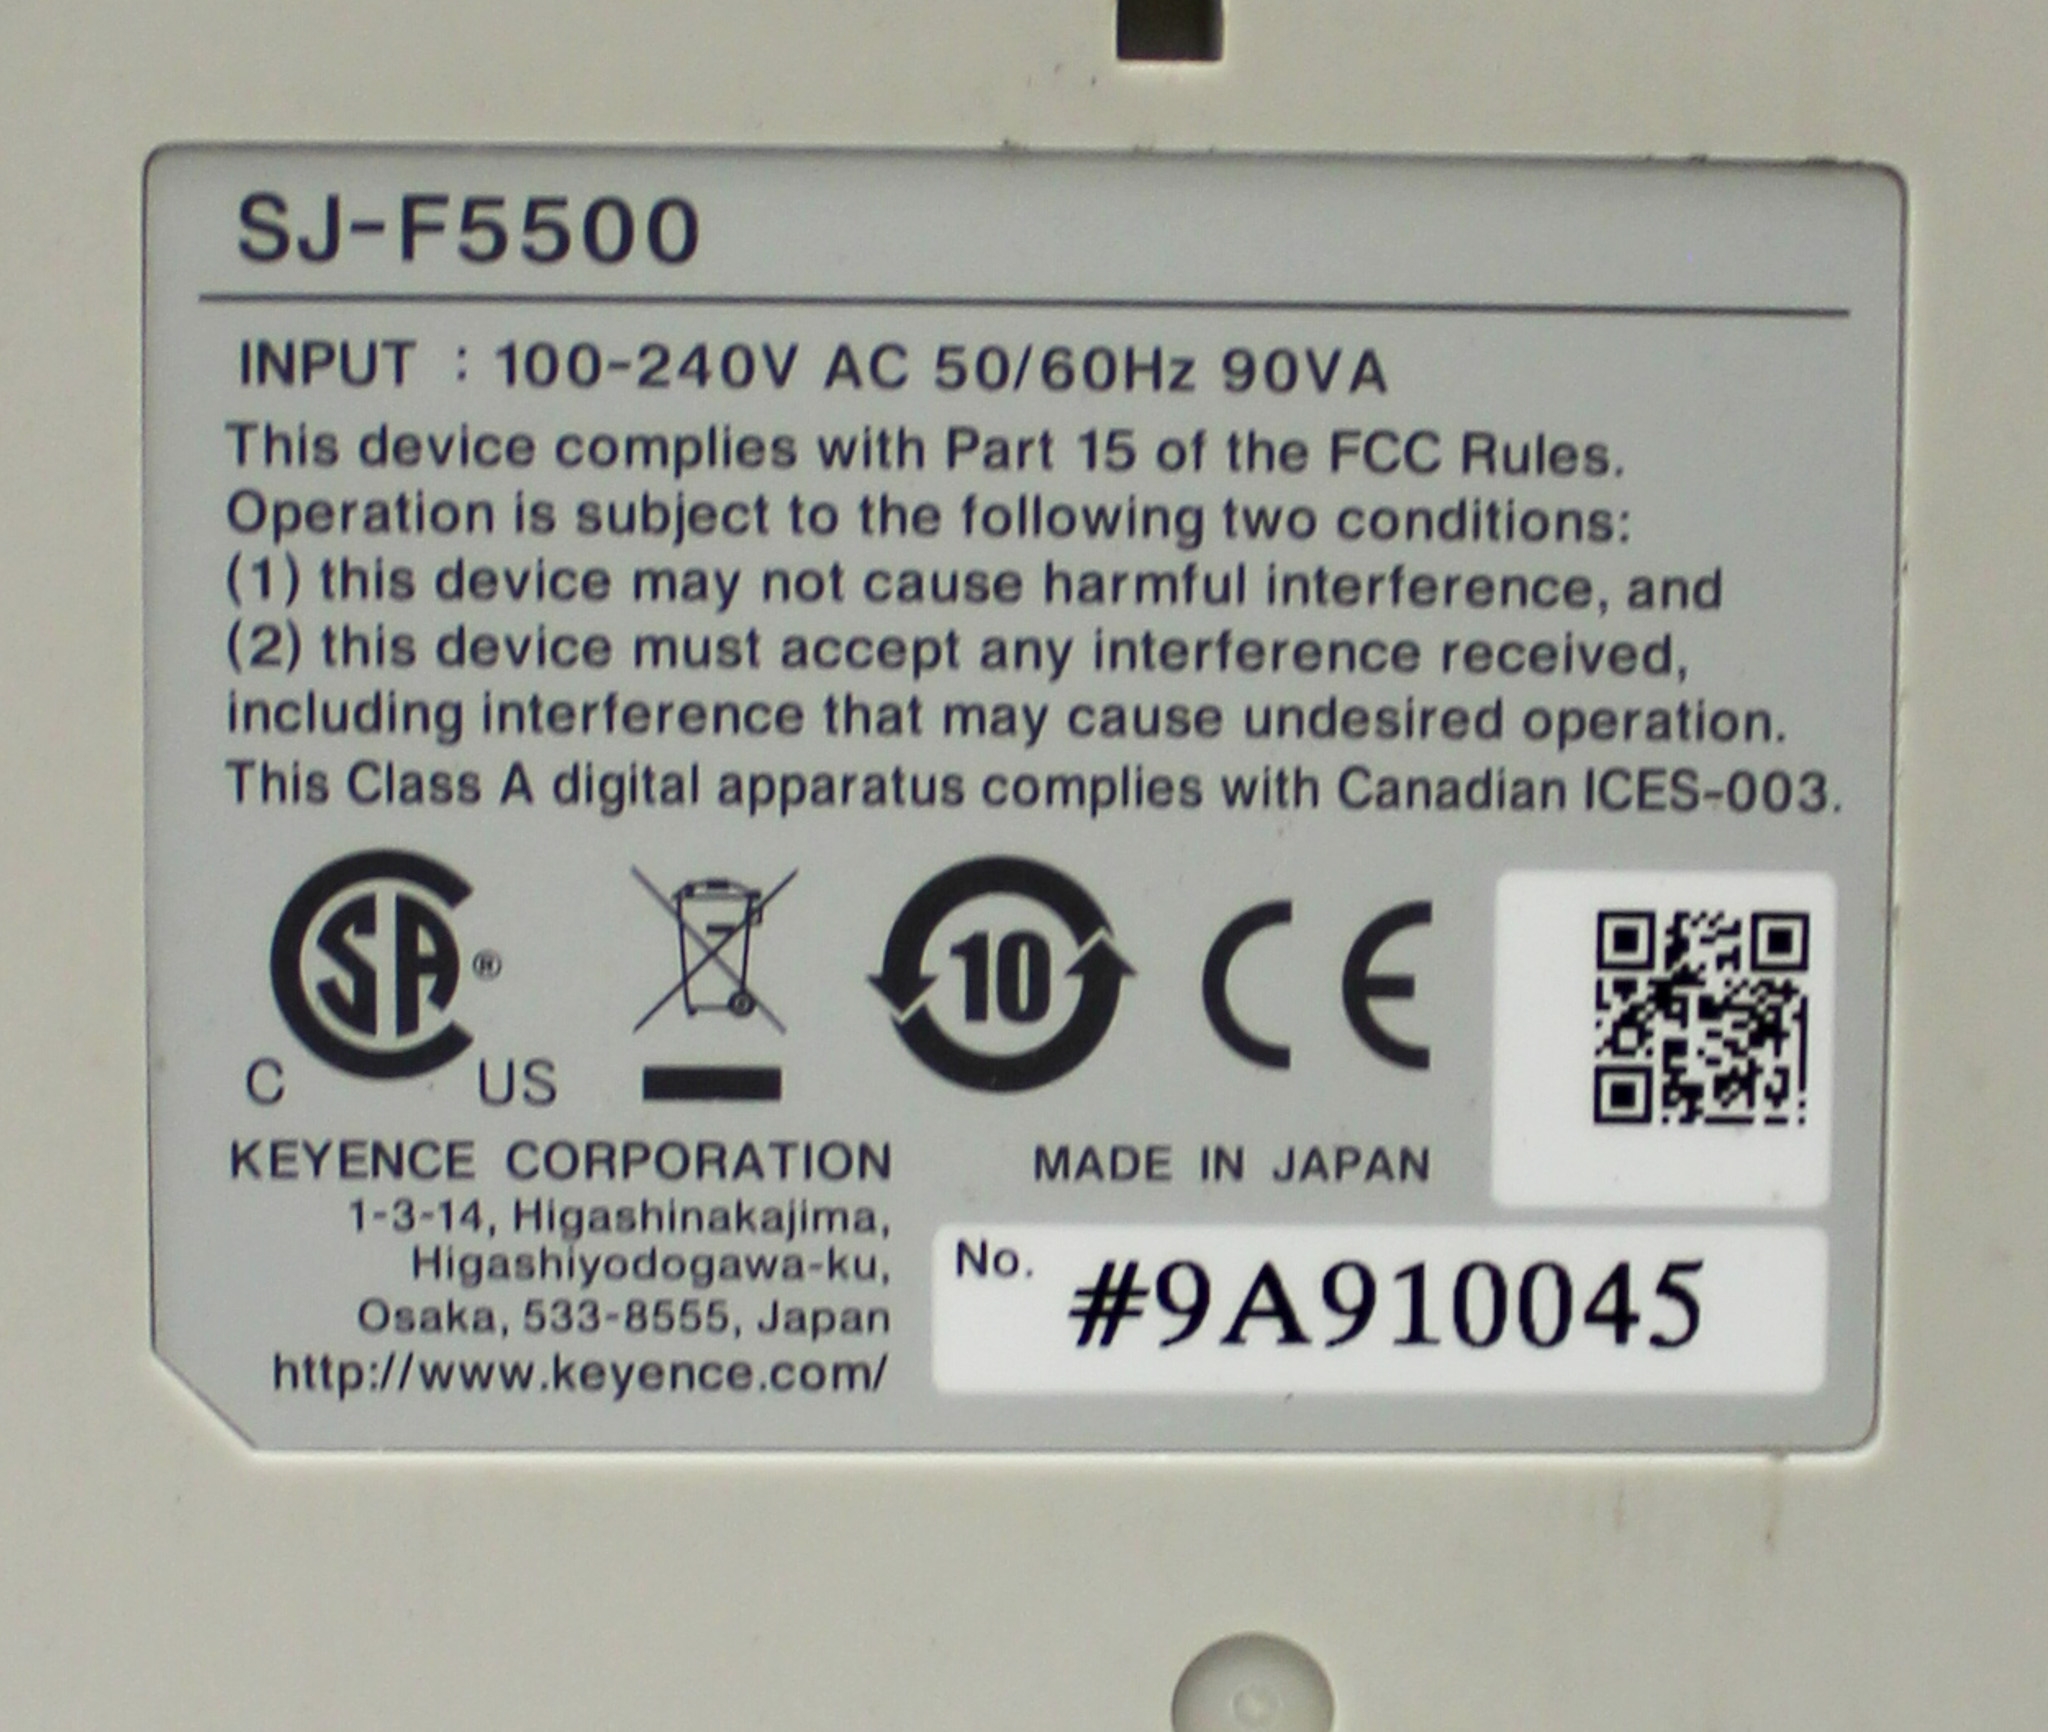 SJ-F5500
INPUT : 100-240V AC 50/60Hz 90VA
This device complies with Part 15 of the FCC Rules.
Operation is subject to the following two conditions:
(1) this device may not cause harmful interference, and
(2) this device must accept any interference received,
including interference that may cause undesired operation.
This Class A digital apparatus complies with Canadian ICES-003.
SA ®
C US
10
CE
KEYENCE CORPORATION
1-3-14, Higashinakajima,
Higashiyodogawa-ku,
Osaka, 533-8555, Japan
http://www.keyence.com/
MADE IN JAPAN
No. #9A910045